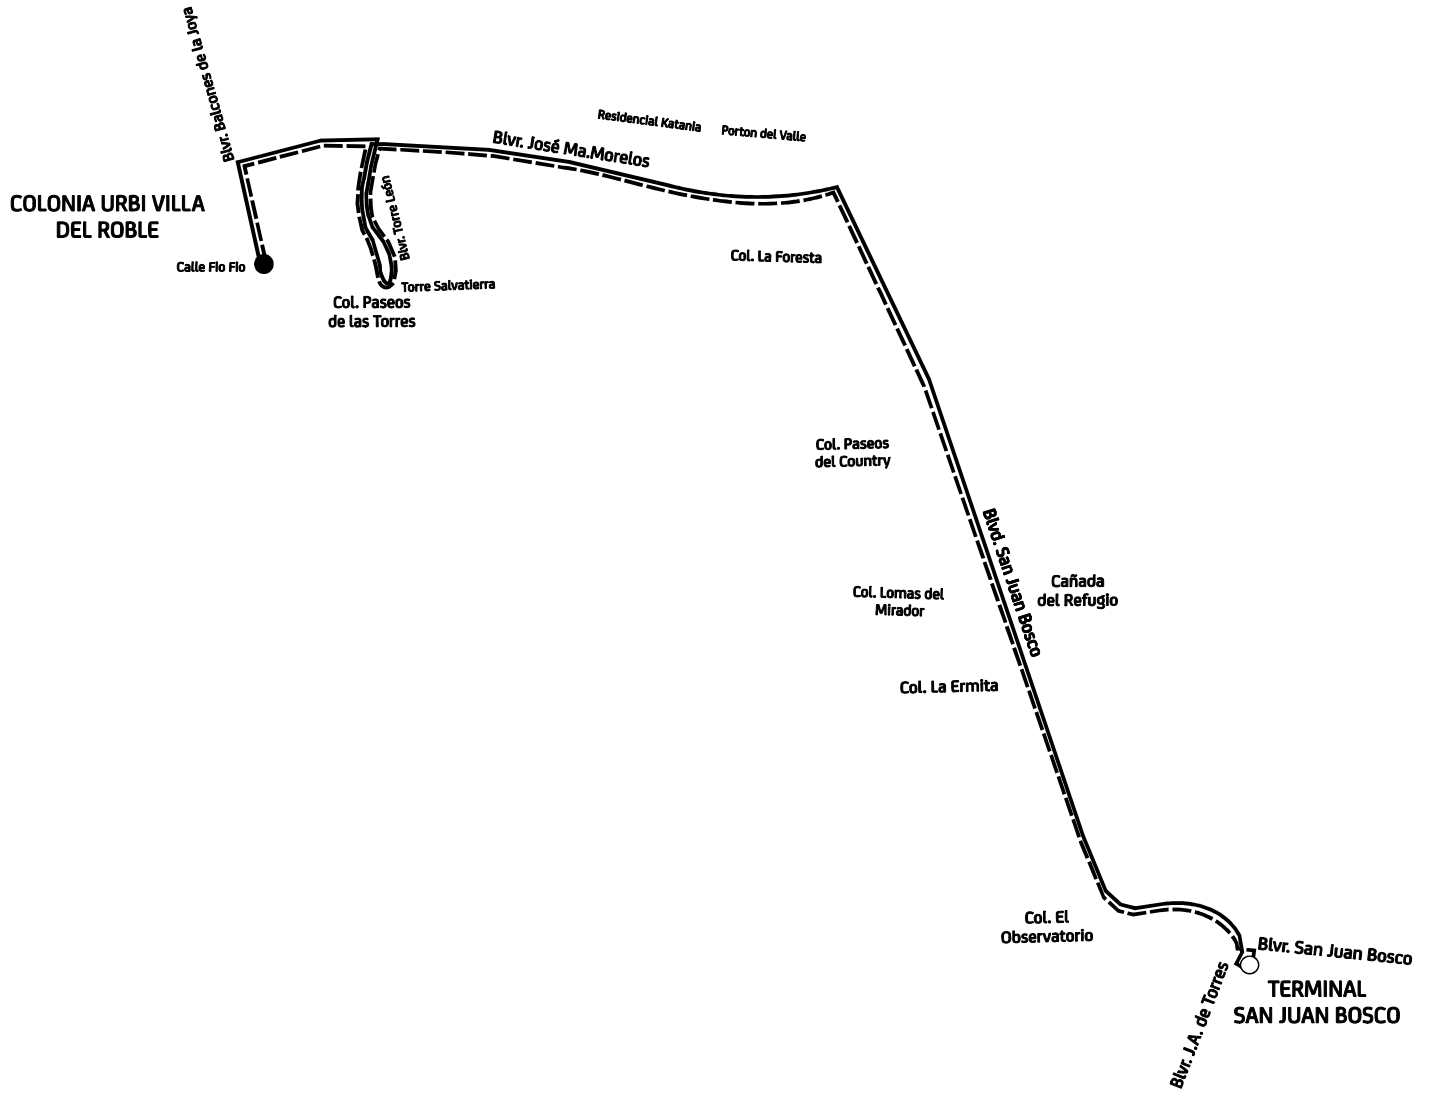 Blvr. Balcones de la Joya
Residencial Katania
Porton del Valle
Blvr. José Ma.Morelos
COLONIA URBI VILLA
DEL ROBLE
Calle Fio Fio
Blvr. Torre León
Torre Salvatierra
Col. Paseos
de las Torres
Col. La Foresta
Col. Paseos
del Country
Blvd. San Juan Bosco
Cañada
del Refugio
Col. Lomas del
Mirador
Col. La Ermita
Col. El
Observatorio
Blvr. San Juan Bosco
Blvr. J.A. de Torres
TERMINAL
SAN JUAN BOSCO